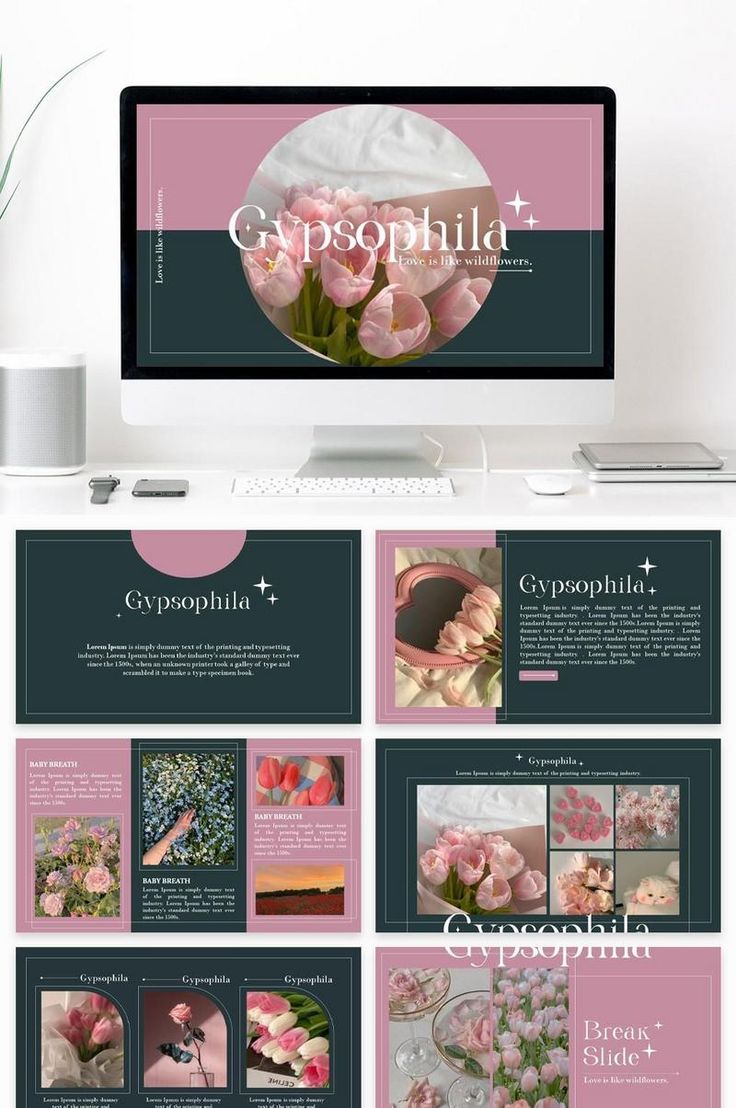 Love is like wildflowers.
Gypsophila
Love is like wildflowers.
Gypsophila
Lorem Ipsum is simply dummy text of the printing and typesetting
industry. Lorem Ipsum has been the industry's standard dummy text ever
since the 1500s, when an unknown printer took a galley of type and
scrambled it to make a type specimen book.
Gypsophila
Lorem Ipsum is simply dummy text of the printing and
typesetting industry. . Lorem Ipsum has been the industry's
standard dummy text ever since the 1500s.Lorem Ipsum is simply
dummy text of the printing and typesetting industry. . Lorem
Ipsum has been the industry's standard dummy text ever since the
1500s.Lorem Ipsum is simply dummy text of the printing and
typesetting industry. . Lorem Ipsum has been the industry's
standard dummy text ever since the 1500s.
BABY BREATH
Lorem Ipsum is simply dummy text
of the printing and typesetting
industry. Lorem Ipsum has been the
industry's standard dummy text ever
since the 1500s.
BABY BREATH
Lorem Ipsum is simply dummy text
of the printing and typesetting
industry. Lorem Ipsum has been the
industry's standard dummy text ever
since the 1500s.
BABY BREATH
Lorem Ipsum is simply dummy text
of the printing and typesetting
industry. Lorem Ipsum has been the
industry's standard dummy text ever
since the 1500s.
Gypsophila
Lorem Ipsum is simply dummy text of the printing and typesetting industry.
Gypsophila
Gypsophila
Gypsophila
Gypsophila
CELINE
Lorem Ipsum is simply dummy
text of the printing and
Lorem Ipsum is simply dummy
text of the printing and
Lorem Ipsum is simply dummy
text of the printing and
Break
Slide
Love is like wildflowers.